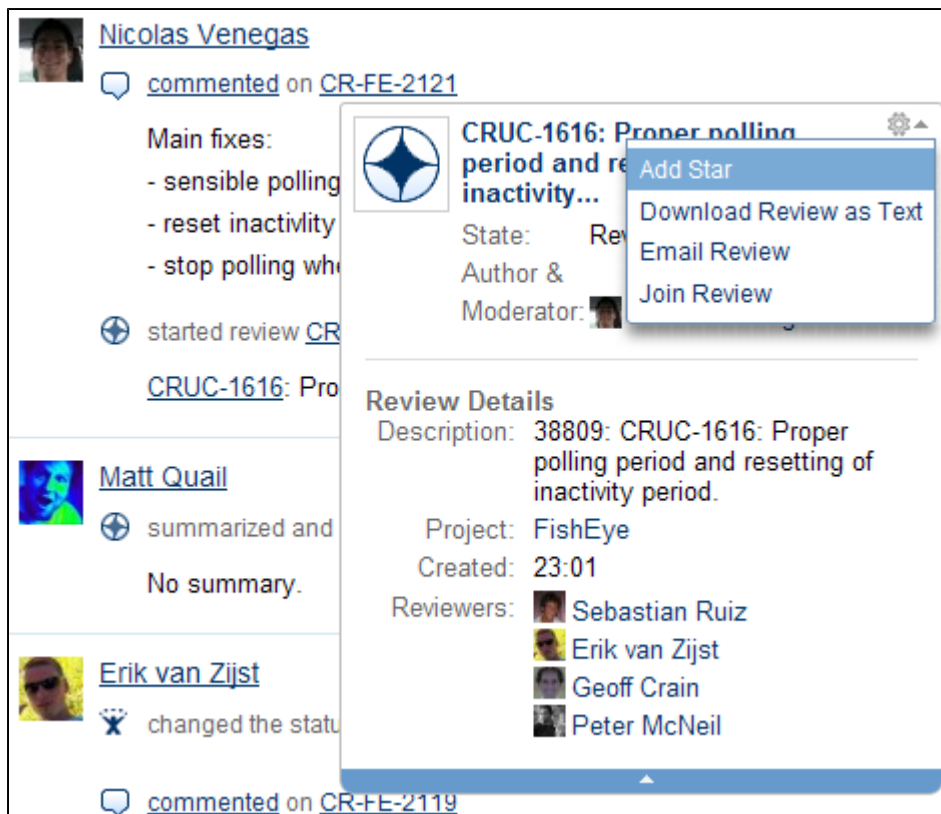 Nicolas Venegas
commented on CR-FE-2121
Main fixes:
- sensible polling
- reset inactivlity
- stop polling whe
started review CR
CRUC-1616: Pro
Matt Quail
summarized and
No summary.
Erik van Zijst
changed the statu
commented on CR-FE-2119
CRUC-1616: Proper polling
period and re
inactivity...
State: Rev
Author &
Moderator:
Add Star
Download Review as Text
Email Review
Join Review
Review Details
Description: 38809: CRUC-1616: Proper
polling period and resetting of
inactivity period.
Project: FishEye
Created: 23:01
Reviewers: Sebastian Ruiz
Erik van Zijst
Geoff Crain
Peter McNeil